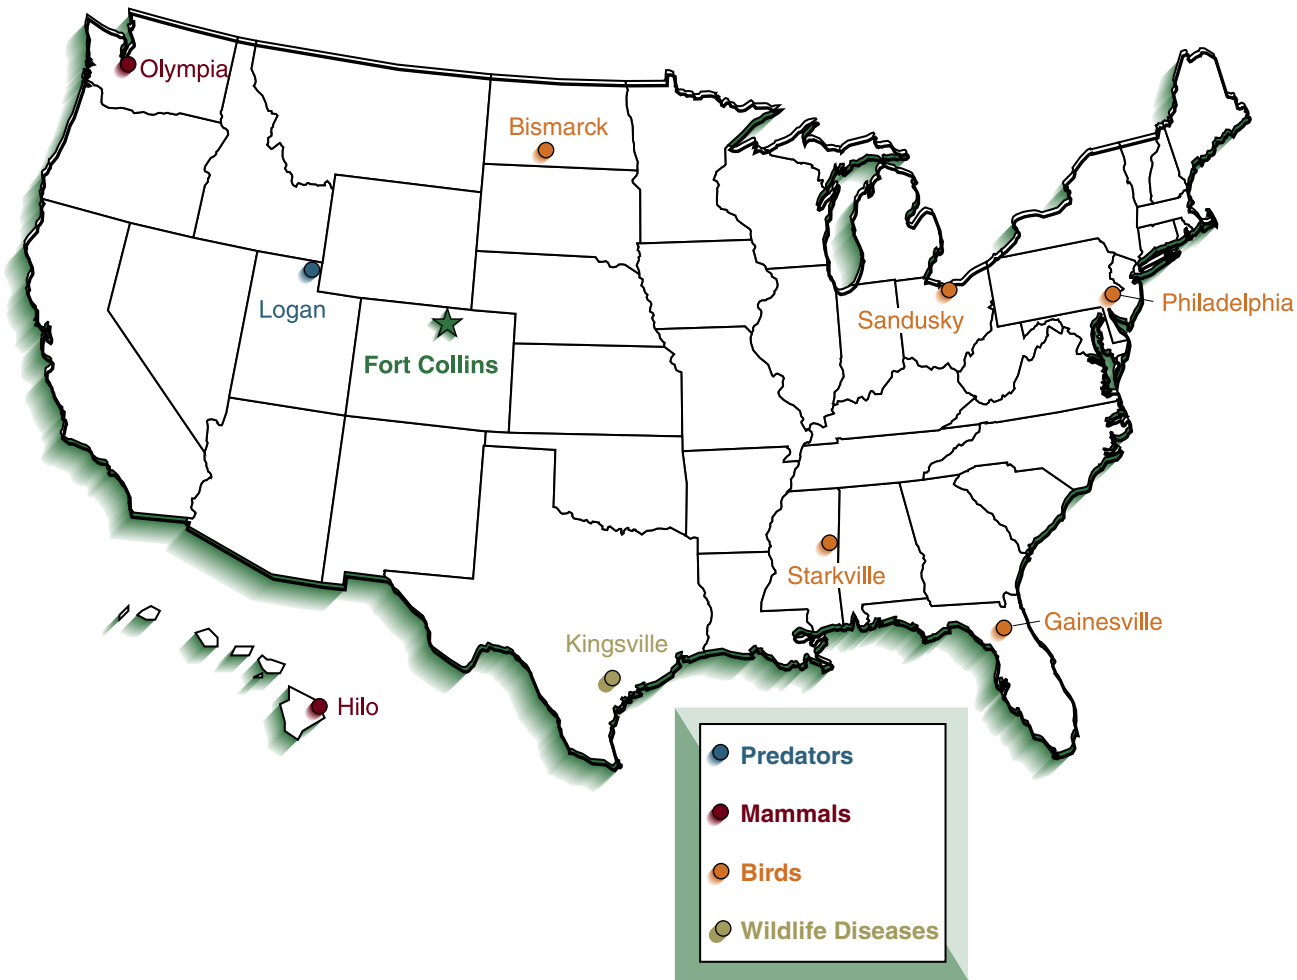 Olympia
Bismarck
Logan
Fort Collins
Sandusky
Philadelphia
Starkville
Gainesville
Kingsville
Hilo
Predators
Mammals
Birds
Wildlife Diseases